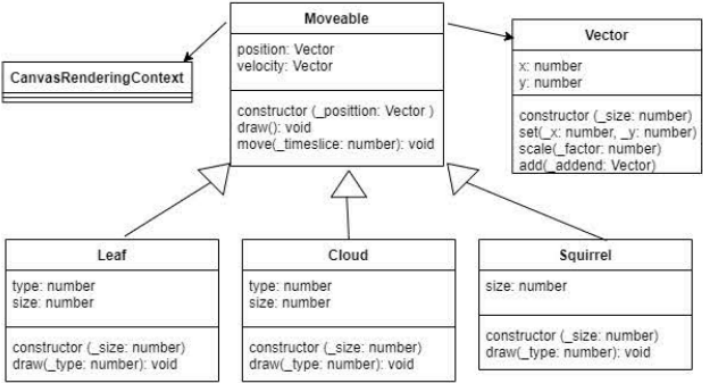 Moveable
position: Vector
velocity: Vector
constructor (_posittion: Vector )
draw(): void
move(_timeslice: number): void
CanvasRenderingContext
Vector
x: number
y: number
constructor (_size: number)
set(_x: number, _y: number)
scale(_factor: number)
add(_addend: Vector)
Leaf
type: number
size: number
constructor (_size: number)
draw(_type: number): void
Cloud
type: number
size: number
constructor (_size: number)
draw(_type: number): void
Squirrel
size: number
constructor (_size: number)
draw(_type: number): void